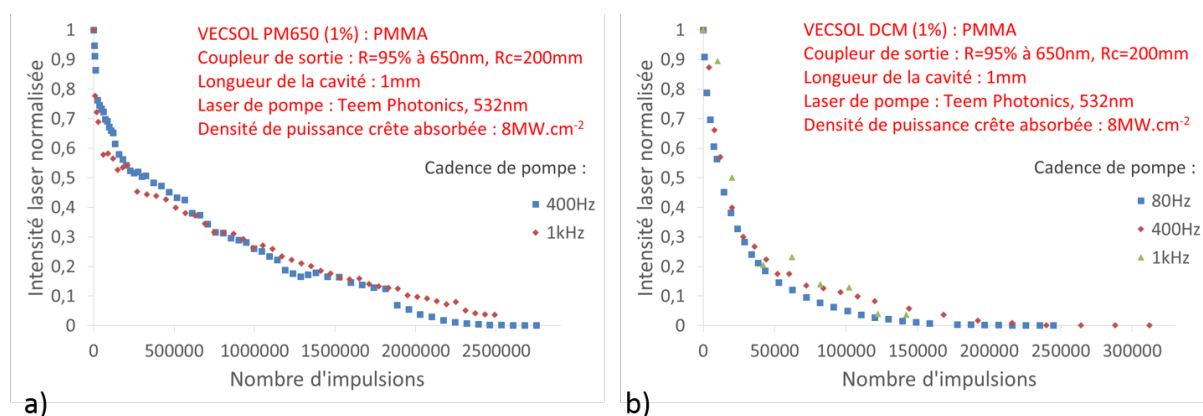 VECSOL PM650 (1%) : PMMA
Coupleur de sortie : R=95% à 650nm, Rc=200mm
Longueur de la cavité : 1mm
Laser de pompe : Teem Photonics, 532nm
Densité de puissance crête absorbée : 8MW.cm-2
Cadence de pompe :
400Hz
1kHz
Intensité laser normalisée
1
0,9
0,8
0,7
0,6
0,5
0,4
0,3
0,2
0,1
0
0 500000 1000000 1500000 2000000 2500000
Nombre d'impulsions
a)
VECSOL DCM (1%) : PMMA
Coupleur de sortie : R=95% à 650nm, Rc=200mm
Longueur de la cavité : 1mm
Laser de pompe : Teem Photonics, 532nm
Densité de puissance crête absorbée : 8MW.cm-2
Cadence de pompe :
80Hz
400Hz
1kHz
Intensité laser normalisée
1
0,9
0,8
0,7
0,6
0,5
0,4
0,3
0,2
0,1
0
0 50000 100000 150000 200000 250000 300000
Nombre d'impulsions
b)